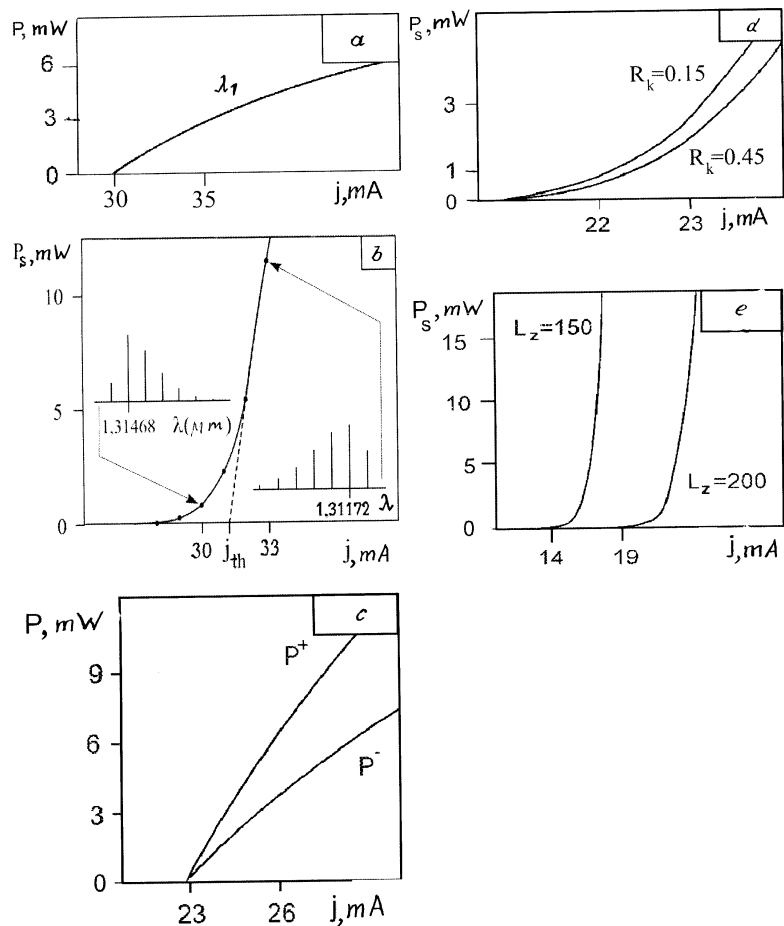 P, mW
a
6
3
0
λ₁
30 35 j, mA
Pₛ, mW
b
10
5
0
1.31468 λ(μm)
1.31172 λ
30 jₜₕ 33 j, mA
P, mW
c
9
6
3
0
P⁺
P⁻
23 26 j, mA
Pₛ, mW
d
3
1
0
Rₖ=0.15
Rₖ=0.45
22 23 j, mA
Pₛ, mW
e
15
10
5
0
L_z=150
L_z=200
14 19 j, mA